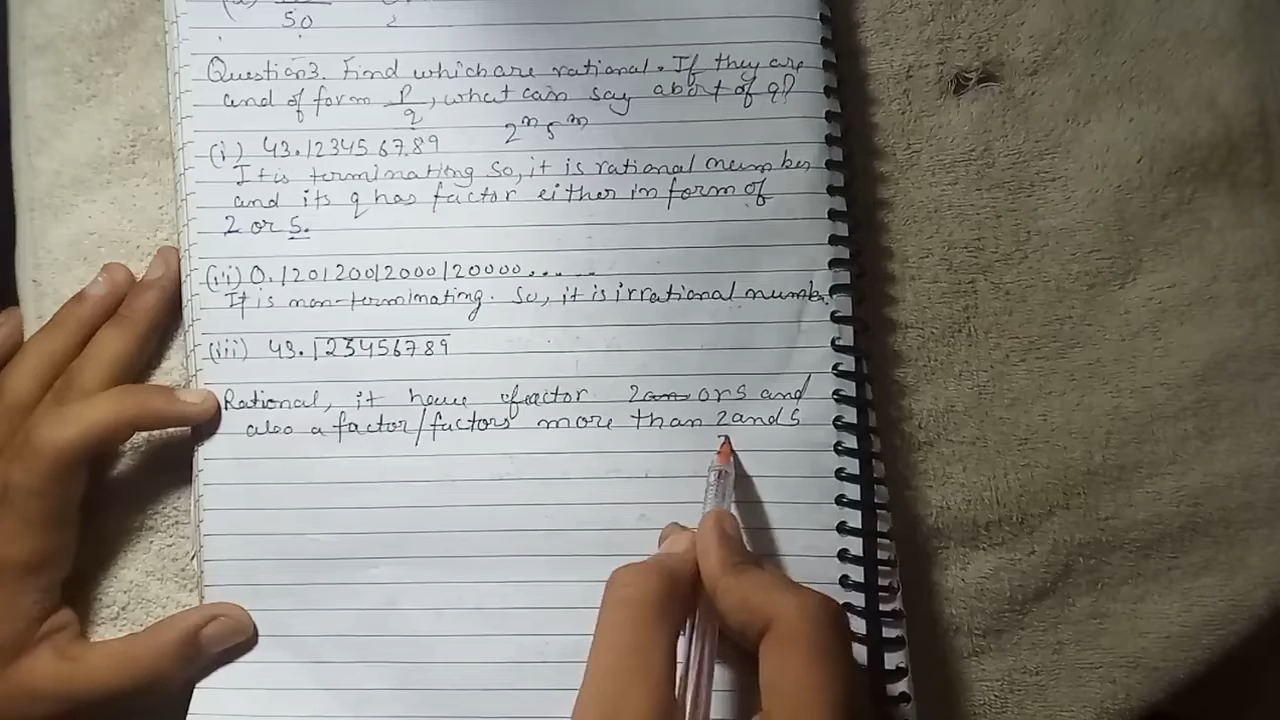 50
Question3. Find which are rational. If they are
and of form p/q, what can say about of q?
2ⁿ5ᵐ
(i) 43.123456789
It is terminating so, it is rational number
and its q has factor either in form of
2 or 5.
(ii) 0.120120012000120000.....
It is non-terminating. So, it is irrational number
(iii) 43.123456789
Rational, it have factor 2 or 5 and
also a factor/factors more than 2 and 5